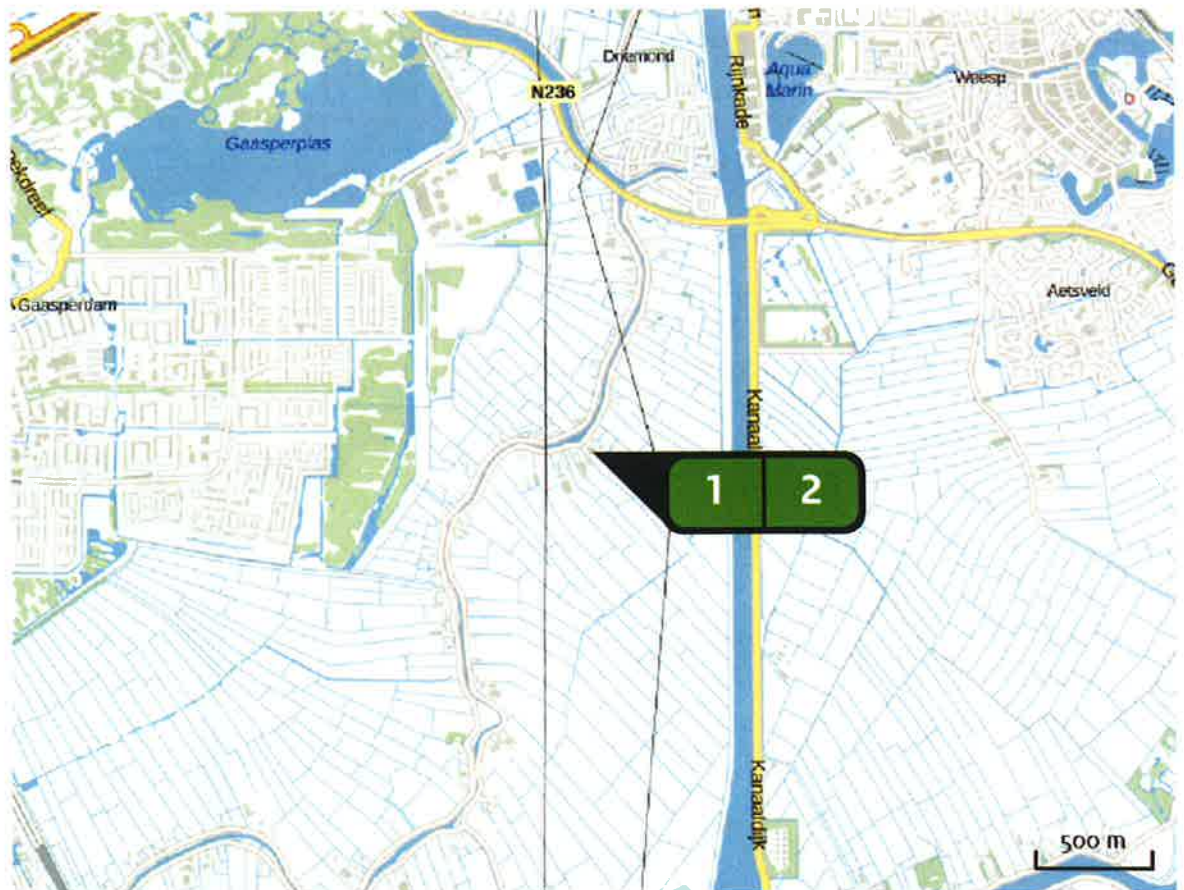 Driemond
Rijnkade
Aqua
Marin
Weesp
N236
Gaasperplas
Gaasperdam
Aetsveld
Kanaal
1
2
Kanaaldijk
500 m